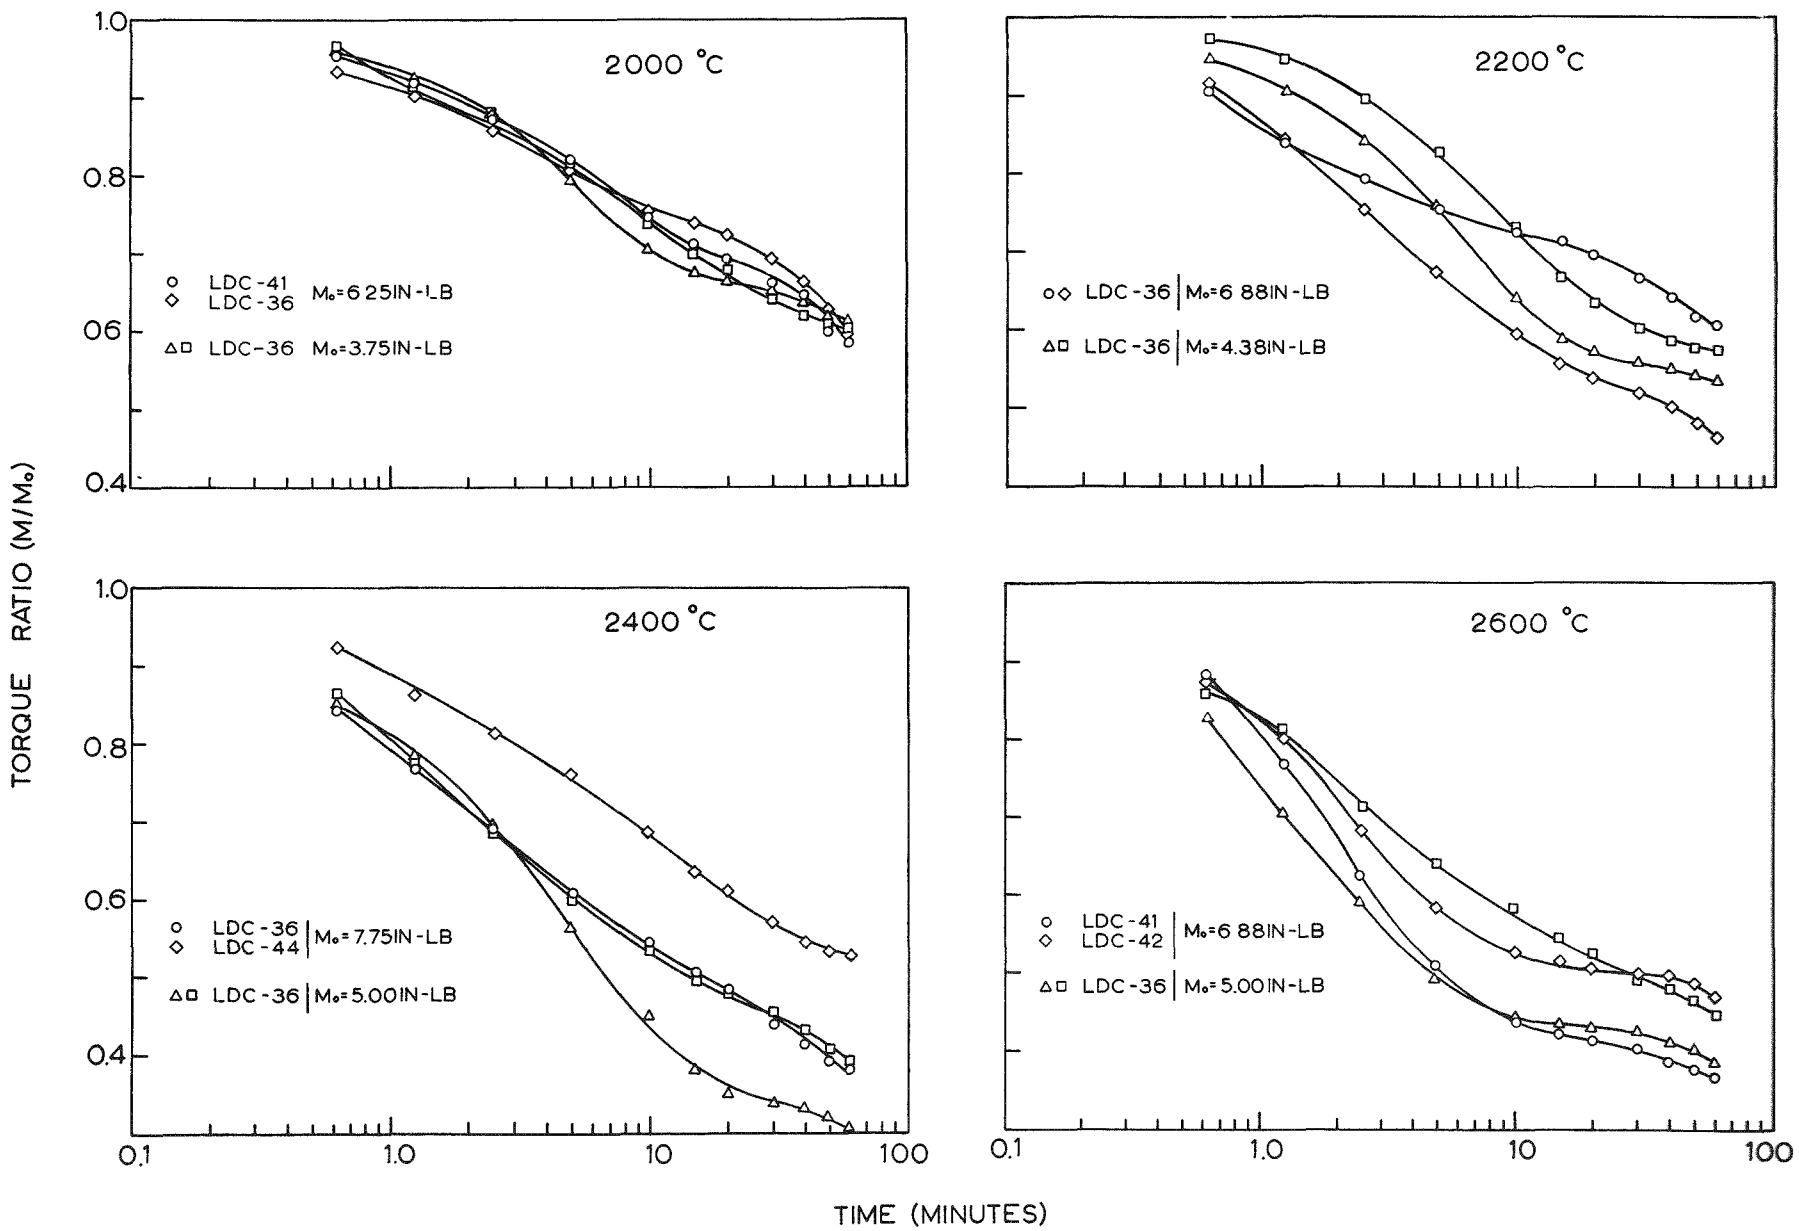 1.0
0.8
06
0.4
2000 °C
LDC-41
LDC-36
M₀=6 25IN-LB
LDC-36 M₀=3.75IN-LB
2200 °C
LDC-36 M₀=6 88IN-LB
LDC-36 M₀=4.38IN-LB
TORQUE RATIO (M/M₀)
1.0
0.8
0.6
0.4
2400 °C
LDC-36
LDC-44
M₀=7.75IN-LB
LDC-36 M₀=5.00IN-LB
0.1 1.0 10 100
2600 °C
LDC-41
LDC-42
M₀=6 88IN-LB
LDC-36 M₀=5.00IN-LB
0.1 1.0 10 100
TIME (MINUTES)